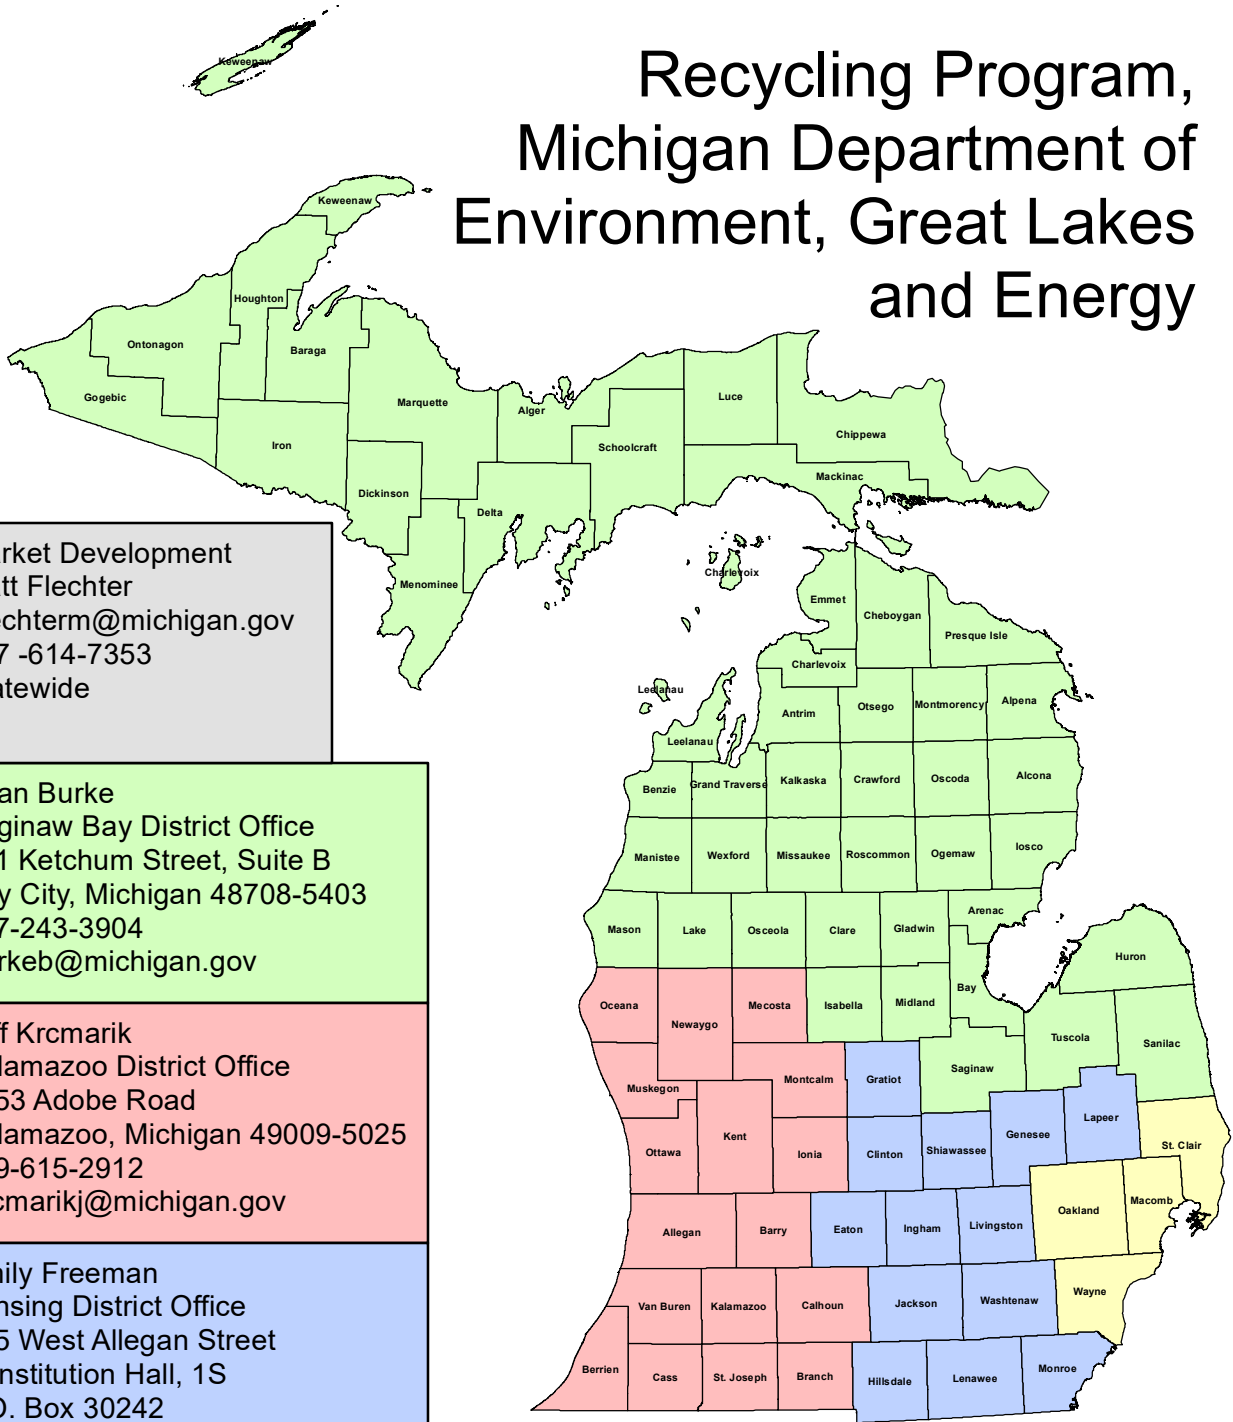 Recycling Program,
Michigan Department of
Environment, Great Lakes
and Energy
Keweenaw
Keweenaw
Houghton
Ontonagon
Baraga
Gogebic
Marquette
Alger
Luce
Iron
Schoolcraft
Chippewa
Mackinac
Dickinson
Delta
Menominee
Charlevoix
Emmet
Cheboygan
Presque Isle
Charlevoix
Leelanau
Antrim
Otsego
Montmorency
Alpena
Leelanau
Benzie
Grand Traverse
Kalkaska
Crawford
Oscoda
Alcona
Manistee
Wexford
Missaukee
Roscommon
Ogemaw
Iosco
Mason
Lake
Osceola
Clare
Gladwin
Arenac
Huron
Oceana
Newaygo
Mecosta
Isabella
Midland
Bay
Tuscola
Sanilac
Muskegon
Montcalm
Gratiot
Saginaw
Lapeer
Ottawa
Kent
Ionia
Clinton
Shiawassee
Genesee
St. Clair
Allegan
Barry
Eaton
Ingham
Livingston
Oakland
Macomb
Van Buren
Kalamazoo
Calhoun
Jackson
Washtenaw
Wayne
Berrien
Cass
St. Joseph
Branch
Hillsdale
Lenawee
Monroe
arket Development
tt Flechter
echterm@michigan.gov
7 -614-7353
atewide
an Burke
ginaw Bay District Office
1 Ketchum Street, Suite B
y City, Michigan 48708-5403
7-243-3904
rkeb@michigan.gov
f Krcmarik
lamazoo District Office
53 Adobe Road
lamazoo, Michigan 49009-5025
9-615-2912
cmarikj@michigan.gov
ily Freeman
nsing District Office
5 West Allegan Street
nstitution Hall, 1S
O. Box 30242